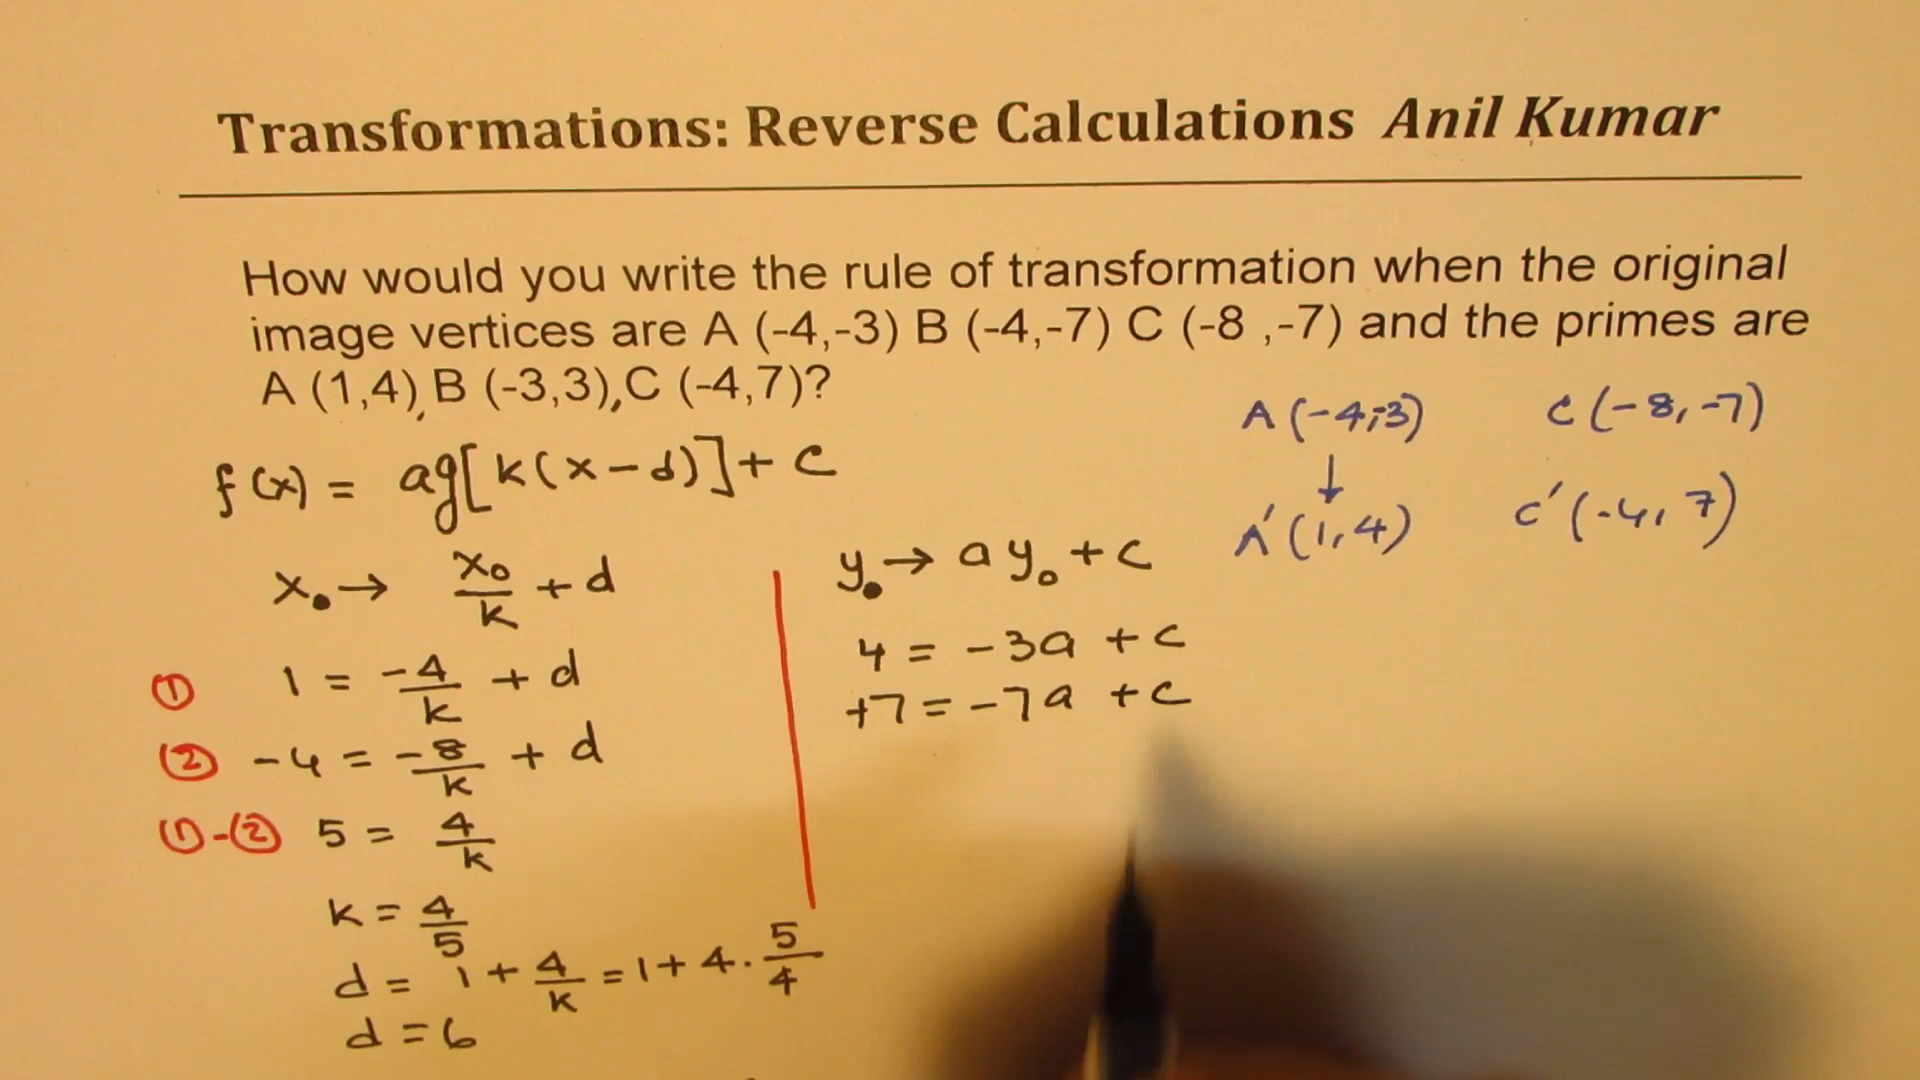 Transformations: Reverse Calculations Anil Kumar
How would you write the rule of transformation when the original
image vertices are A (-4,-3) B (-4,-7) C (-8 ,-7) and the primes are
A (1,4), B (-3,3), C (-4,7)?
A(-4,-3) C(-8,-7)
↓
A'(1,4) C'(-4, 7)
f(x) = ag[k(x-d)]+c
x₀ → x₀/k + d
① 1 = -4/k + d
② -4 = -8/k + d
①-② 5 = 4/k
k = 4/5
d = 1 + 4/k = 1 + 4 . 5/4
d = 6
y₀ → a y₀ + c
4 = -3a + c
+7 = -7a + c